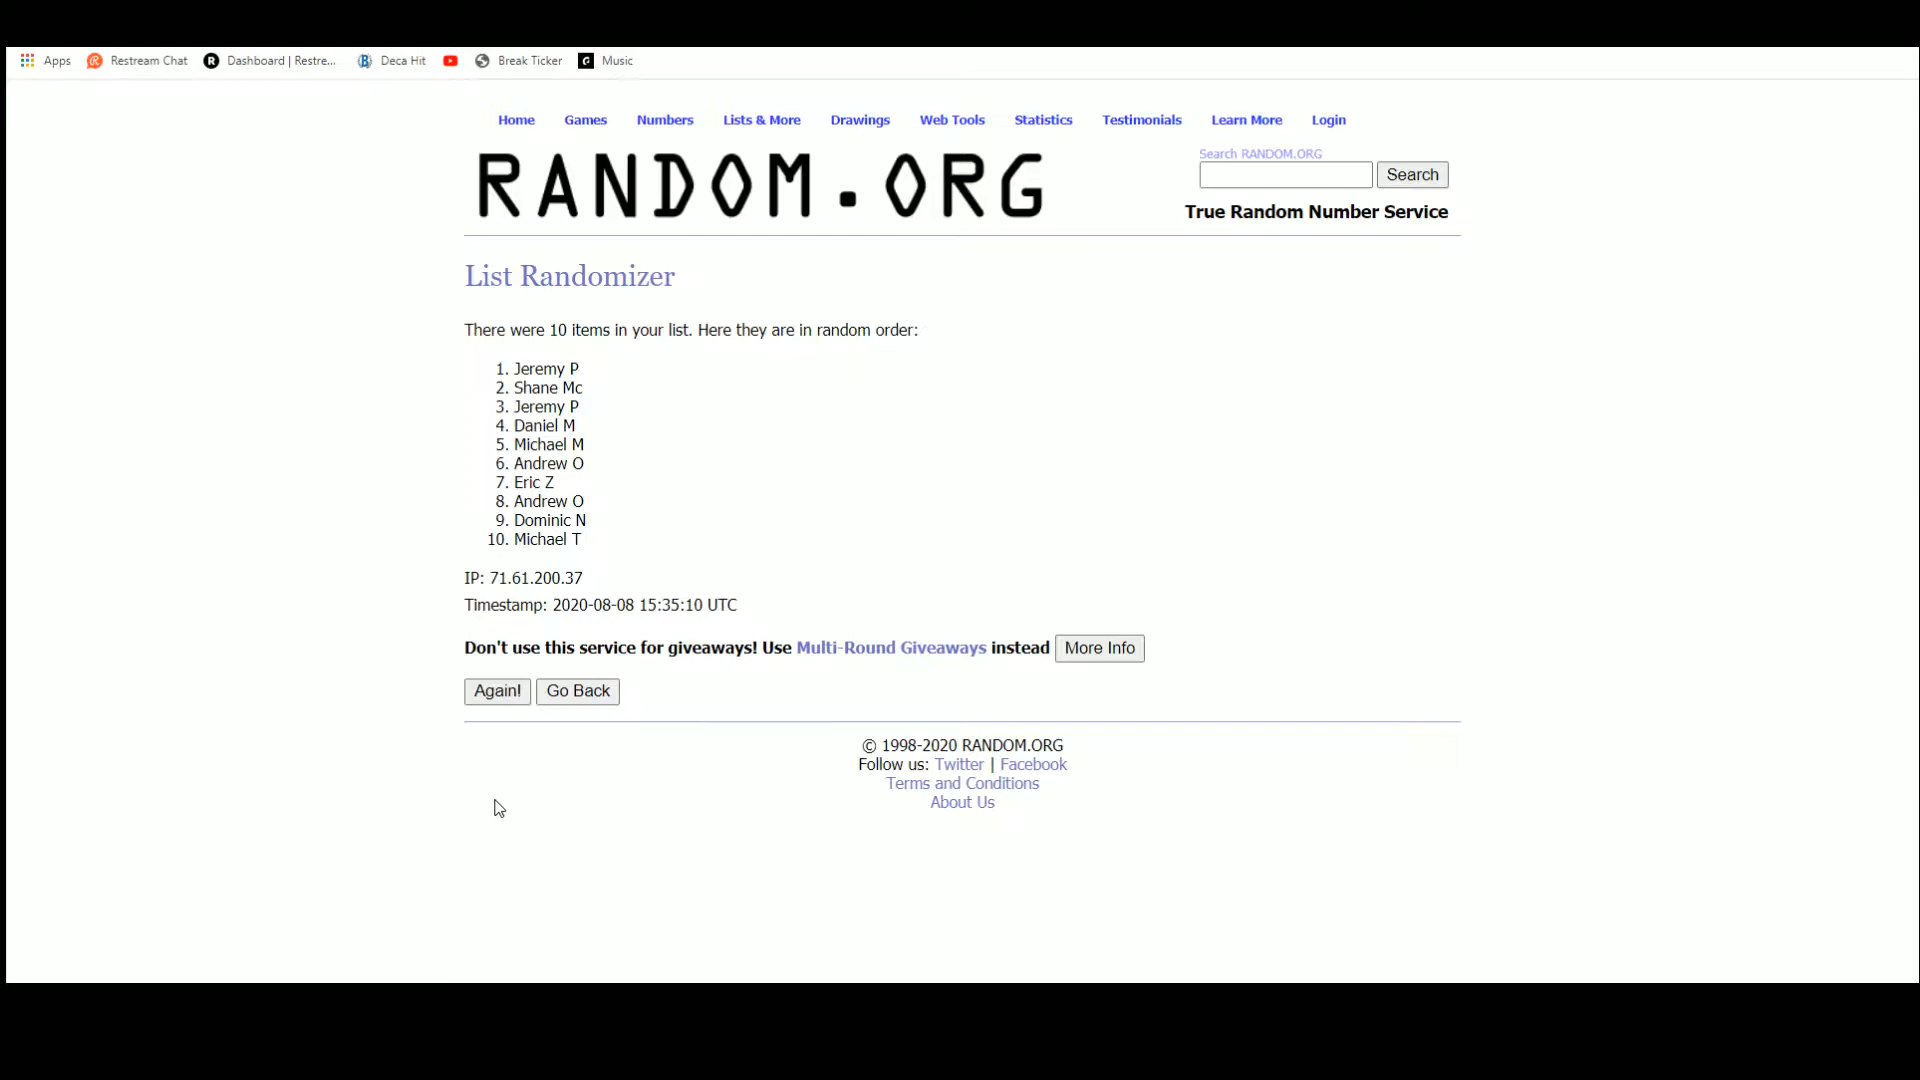 Apps Restream Chat Dashboard | Restre... Deca Hit Break Ticker Music
Home Games Numbers Lists & More Drawings Web Tools Statistics Testimonials Learn More Login
RANDOM.ORG
Search RANDOM.ORG
Search
True Random Number Service
List Randomizer
There were 10 items in your list. Here they are in random order:
1. Jeremy P
2. Shane Mc
3. Jeremy P
4. Daniel M
5. Michael M
6. Andrew O
7. Eric Z
8. Andrew O
9. Dominic N
10. Michael T
IP: 71.61.200.37
Timestamp: 2020-08-08 15:35:10 UTC
Don't use this service for giveaways! Use Multi-Round Giveaways instead More Info
Again! Go Back
© 1998-2020 RANDOM.ORG
Follow us: Twitter | Facebook
Terms and Conditions
About Us